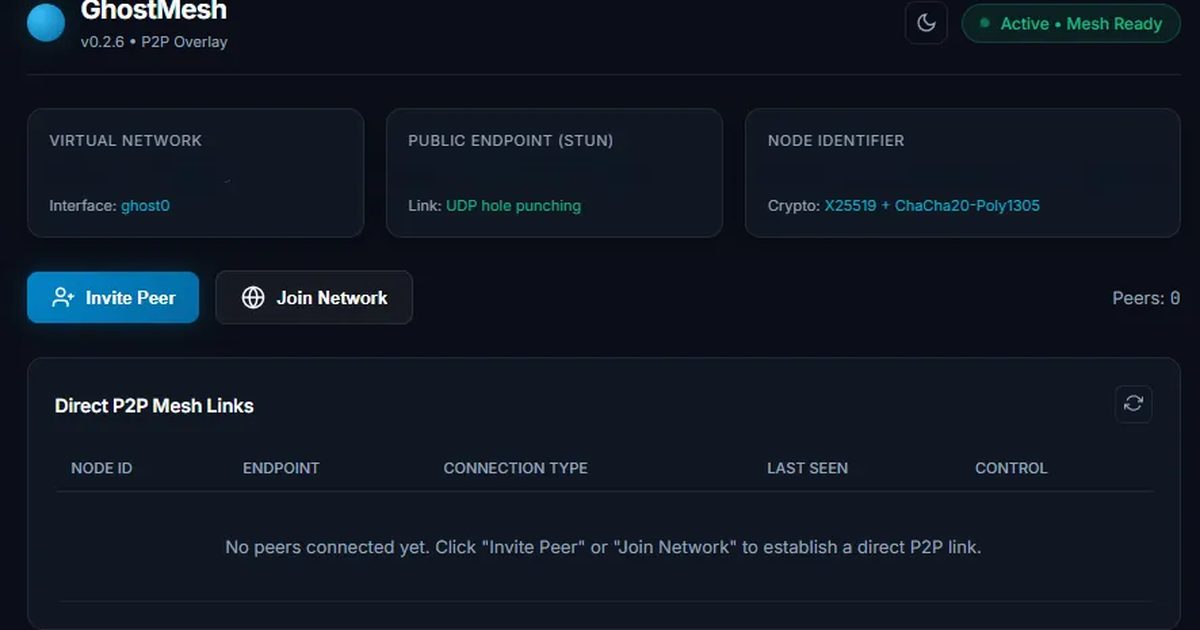 GhostMesh
v0.2.6 • P2P Overlay
Active • Mesh Ready
VIRTUAL NETWORK
Interface: ghost0
PUBLIC ENDPOINT (STUN)
Link: UDP hole punching
NODE IDENTIFIER
Crypto: X25519 + ChaCha20-Poly1305
Invite Peer
Join Network
Peers: 0
Direct P2P Mesh Links
NODE ID ENDPOINT CONNECTION TYPE LAST SEEN CONTROL
No peers connected yet. Click "Invite Peer" or "Join Network" to establish a direct P2P link.